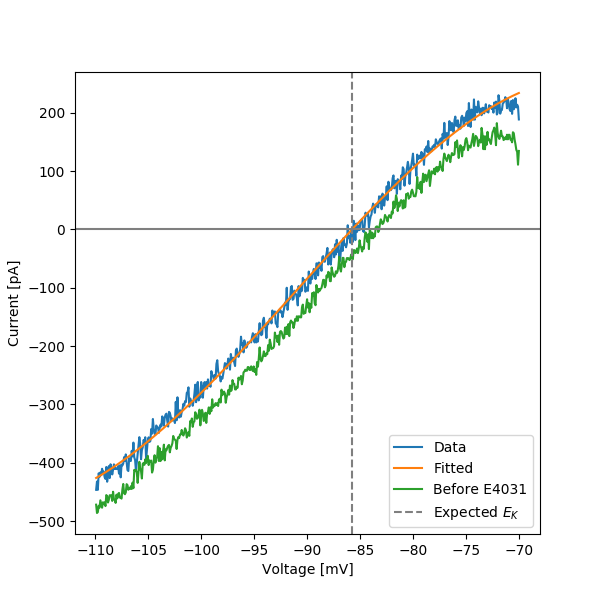 200
100
0
−100
−200
−300
−400
−500
Current [pA]
Data
Fitted
Before E4031
Expected E_K
−110 −105 −100 −95 −90 −85 −80 −75 −70
Voltage [mV]